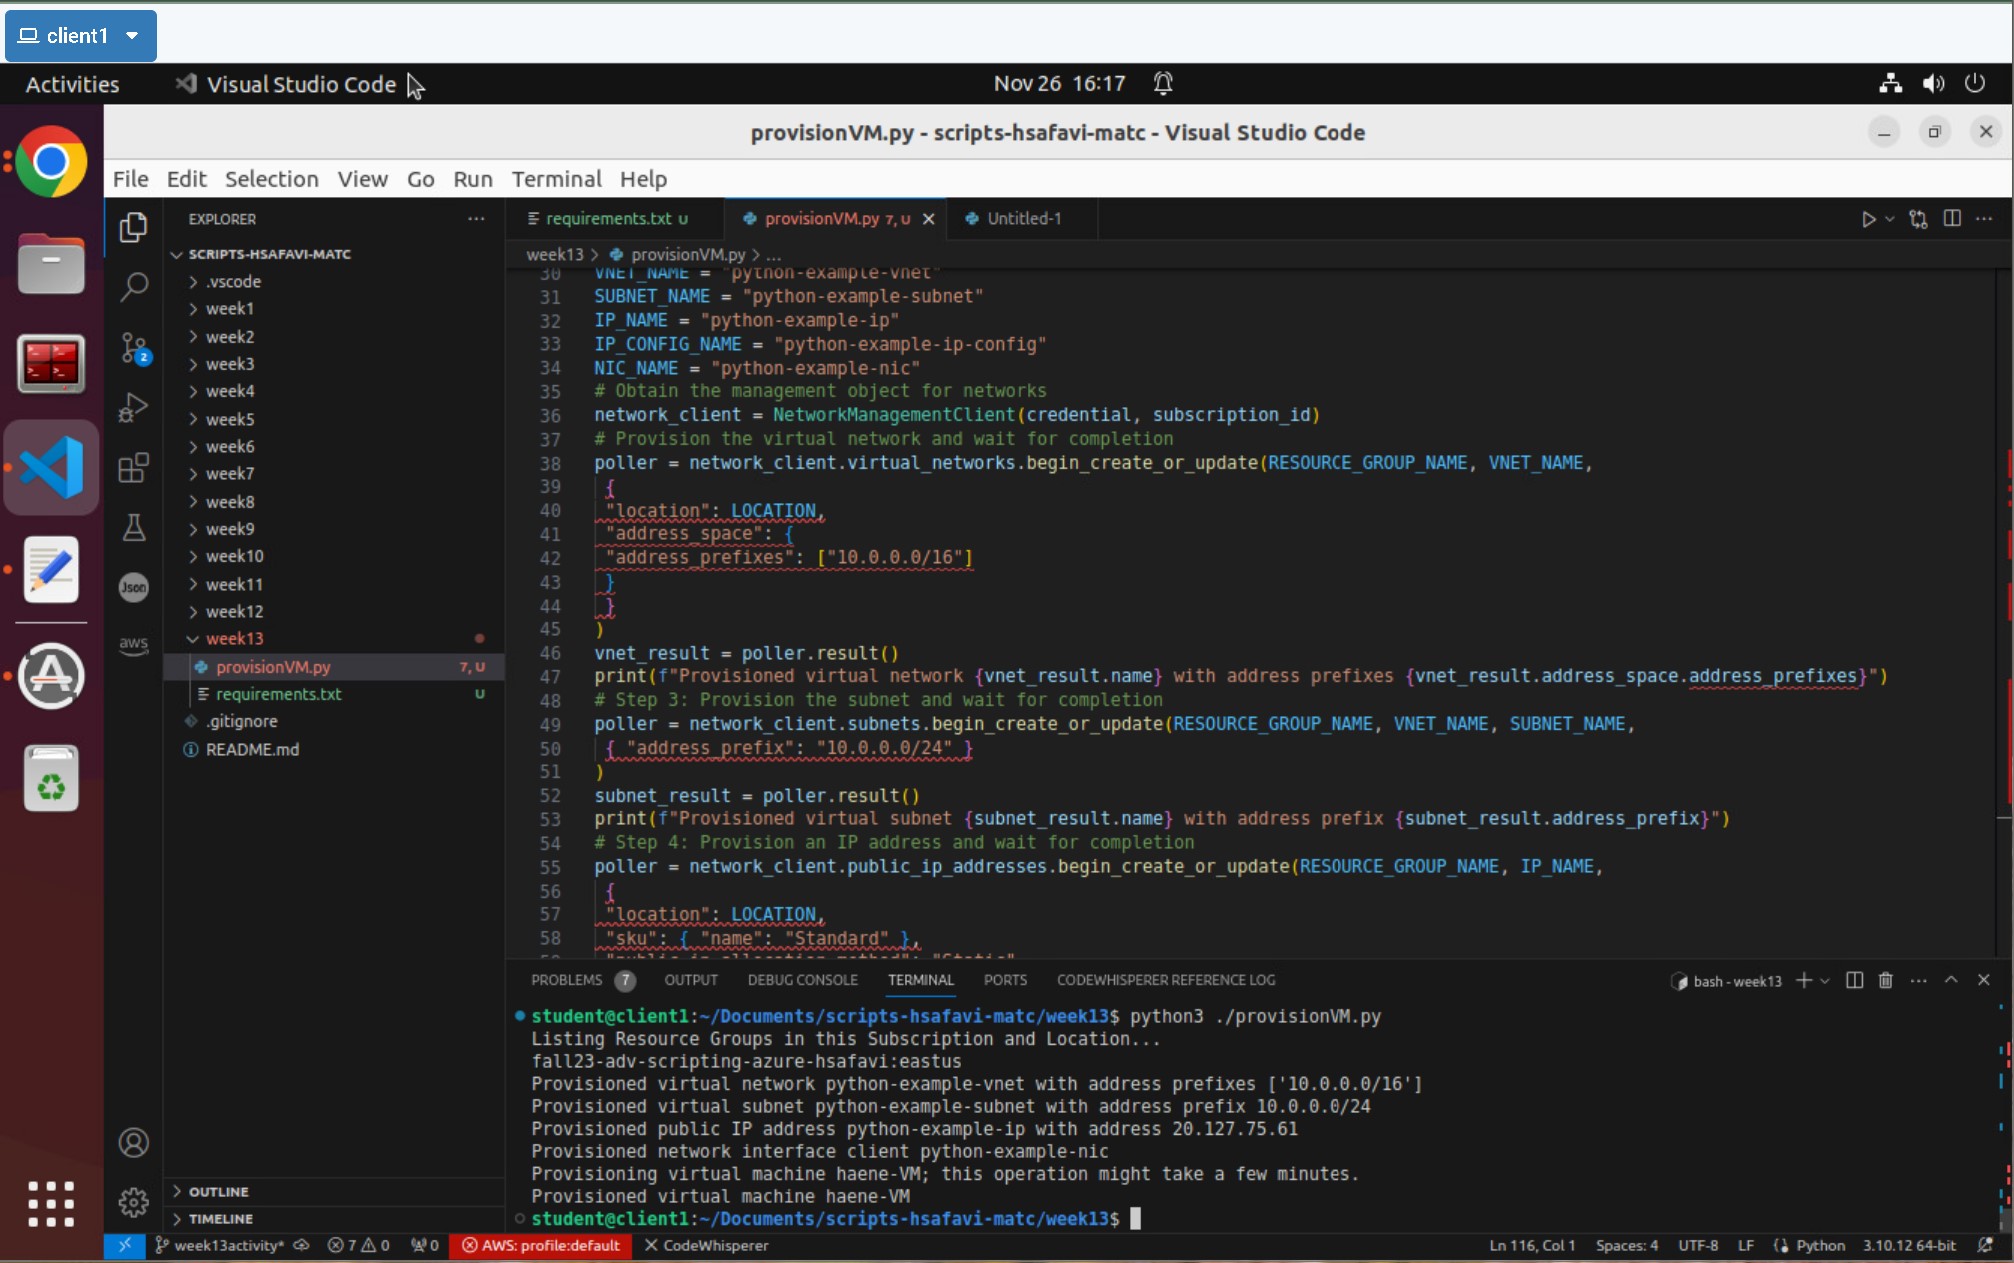 client1
Activities
Visual Studio Code
Nov 26 16:17
provisionVM.py - scripts-hsafavi-matc - Visual Studio Code
File Edit Selection View Go Run Terminal Help
EXPLORER
SCRIPTS-HSAFAVI-MATC
.vscode
week1
week2
week3
week4
week5
week6
week7
week8
week9
week10
week11
week12
week13
provisionVM.py 7, U
requirements.txt U
.gitignore
README.md
OUTLINE
TIMELINE
2
Json
aws
requirements.txt U
provisionVM.py 7, U
Untitled-1
week13 > provisionVM.py > ...
30 VNET_NAME = "python-example-vnet"
31 SUBNET_NAME = "python-example-subnet"
32 IP_NAME = "python-example-ip"
33 IP_CONFIG_NAME = "python-example-ip-config"
34 NIC_NAME = "python-example-nic"
35 # Obtain the management object for networks
36 network_client = NetworkManagementClient(credential, subscription_id)
37 # Provision the virtual network and wait for completion
38 poller = network_client.virtual_networks.begin_create_or_update(RESOURCE_GROUP_NAME, VNET_NAME,
39 {
40 "location": LOCATION,
41 "address_space": {
42 "address_prefixes": ["10.0.0.0/16"]
43 }
44 }
45 )
46 vnet_result = poller.result()
47 print(f"Provisioned virtual network {vnet_result.name} with address prefixes {vnet_result.address_space.address_prefixes}")
48 # Step 3: Provision the subnet and wait for completion
49 poller = network_client.subnets.begin_create_or_update(RESOURCE_GROUP_NAME, VNET_NAME, SUBNET_NAME,
50 { "address_prefix": "10.0.0.0/24" }
51 )
52 subnet_result = poller.result()
53 print(f"Provisioned virtual subnet {subnet_result.name} with address prefix {subnet_result.address_prefix}")
54 # Step 4: Provision an IP address and wait for completion
55 poller = network_client.public_ip_addresses.begin_create_or_update(RESOURCE_GROUP_NAME, IP_NAME,
56 {
57 "location": LOCATION,
58 "sku": { "name": "Standard" },
PROBLEMS 7 OUTPUT DEBUG CONSOLE TERMINAL PORTS CODEWHISPERER REFERENCE LOG
bash - week13
student@client1:~/Documents/scripts-hsafavi-matc/week13$ python3 ./provisionVM.py
Listing Resource Groups in this Subscription and Location...
fall23-adv-scripting-azure-hsafavi:eastus
Provisioned virtual network python-example-vnet with address prefixes ['10.0.0.0/16']
Provisioned virtual subnet python-example-subnet with address prefix 10.0.0.0/24
Provisioned public IP address python-example-ip with address 20.127.75.61
Provisioned network interface client python-example-nic
Provisioning virtual machine haene-VM; this operation might take a few minutes.
Provisioned virtual machine haene-VM
student@client1:~/Documents/scripts-hsafavi-matc/week13$
week13activity* 7 0 0 AWS: profile:default CodeWhisperer
Ln 116, Col 1 Spaces: 4 UTF-8 LF Python 3.10.12 64-bit